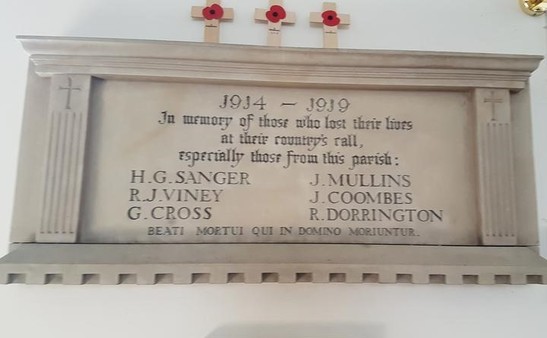 1914 – 1919
In memory of those who lost their lives
at their country's call,
especially those from this parish:
H.G. SANGER J. MULLINS
R.J. VINEY J. COOMBES
G. CROSS R. DORRINGTON
BEATI MORTUI QUI IN DOMINO MORIUNTUR.